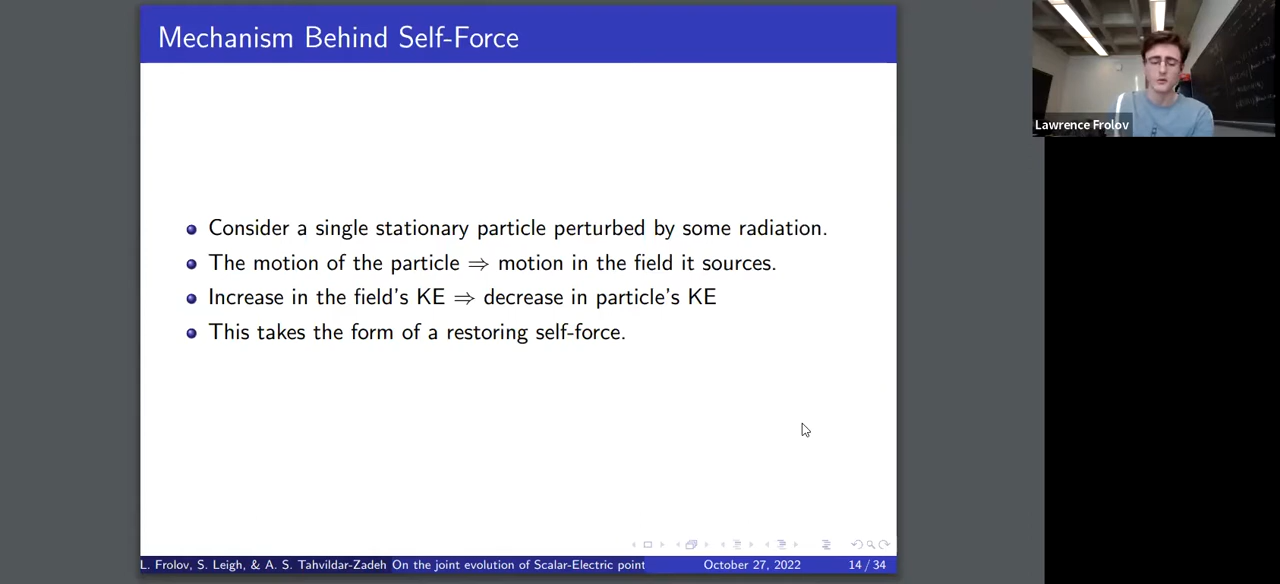 Mechanism Behind Self-Force
Lawrence Frolov
Consider a single stationary particle perturbed by some radiation.
The motion of the particle ⇒ motion in the field it sources.
Increase in the field's KE ⇒ decrease in particle's KE
This takes the form of a restoring self-force.
L. Frolov, S. Leigh, & A. S. Tahvildar-Zadeh On the joint evolution of Scalar-Electric point October 27, 2022 14 / 34